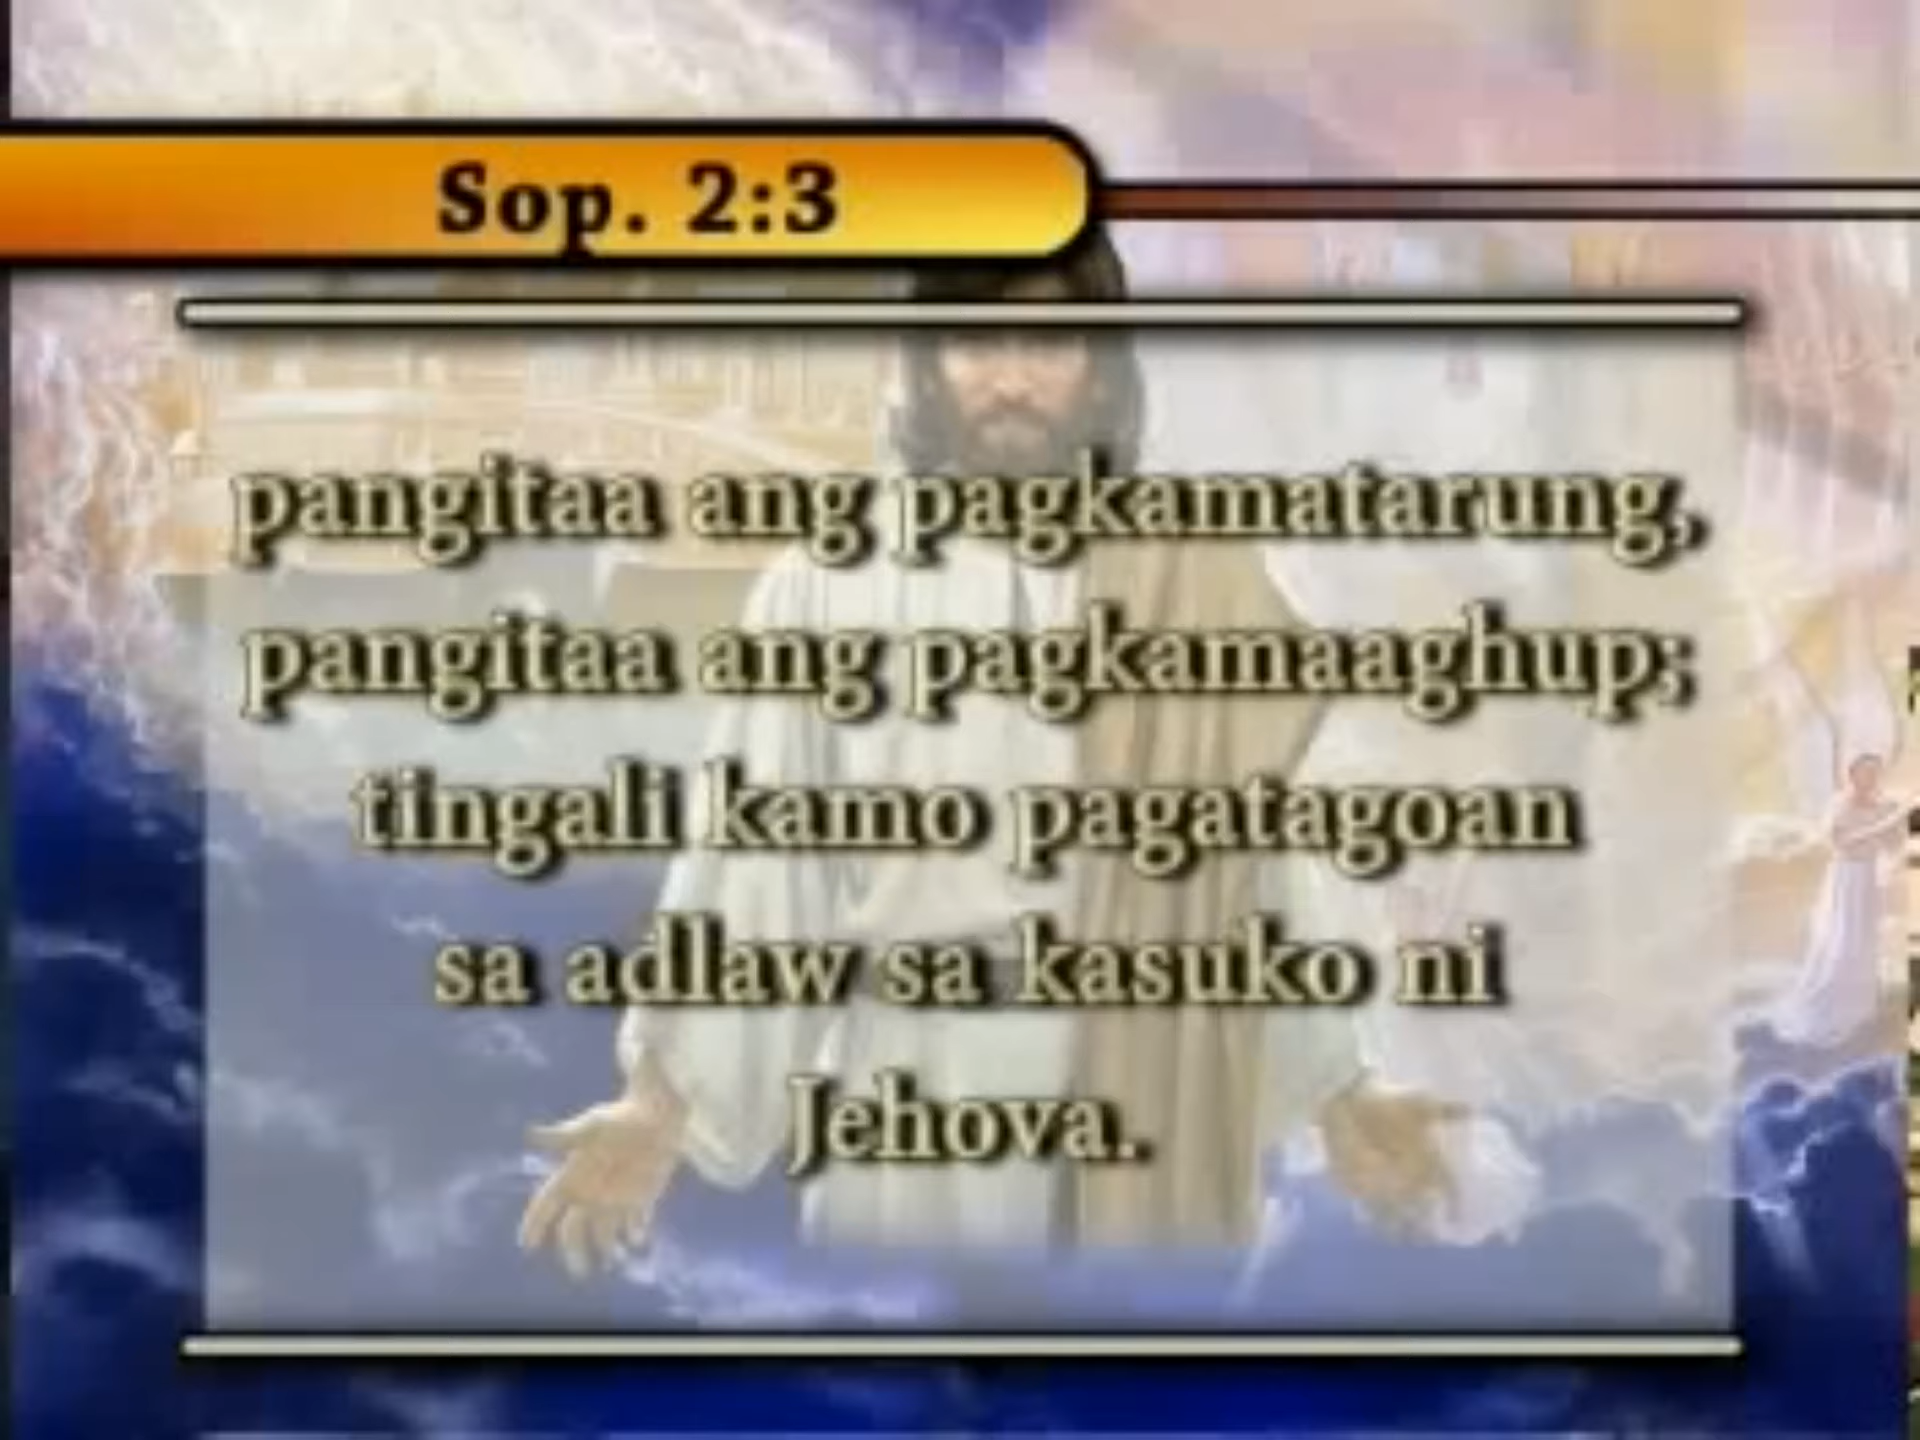 Sop. 2:3
pangitaa ang pagkamatarung,
pangitaa ang pagkamaaghup;
tingali kamo pagatagoan
sa adlaw sa kasuko ni
Jehova.